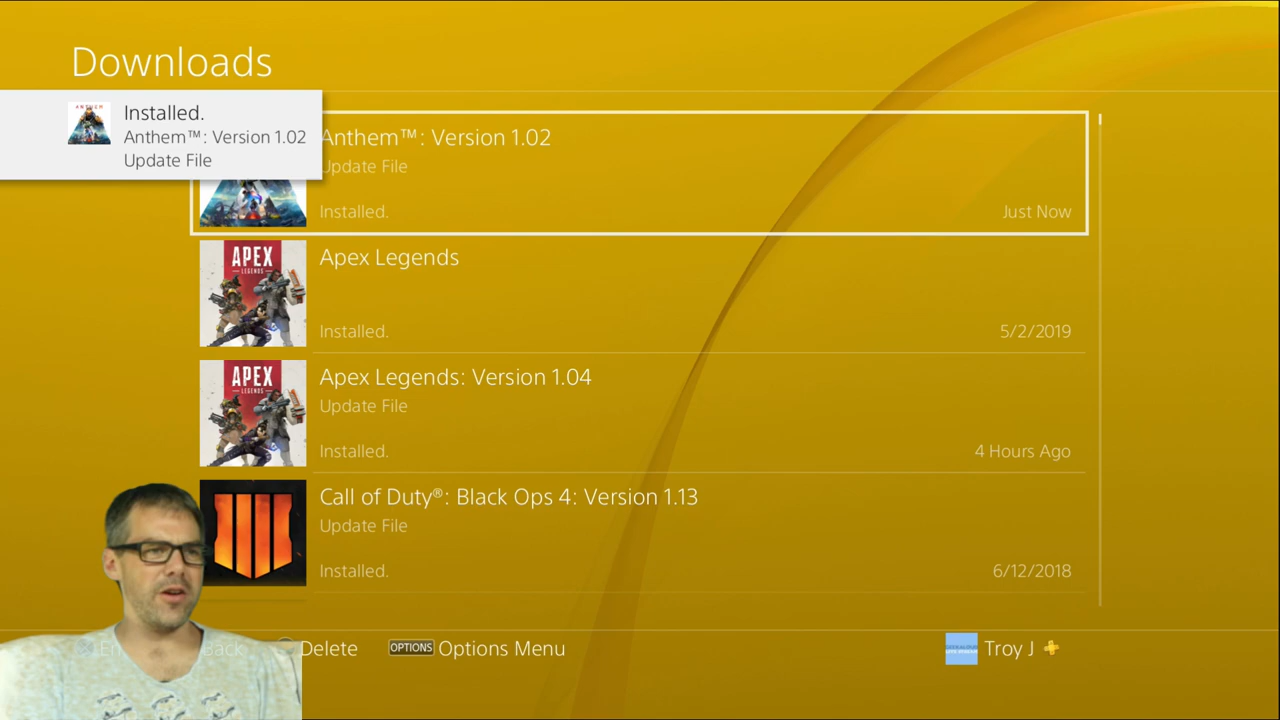 Downloads
Installed.
Anthem™: Version 1.02
Update File
Anthem™: Version 1.02
Update File
Installed.
Just Now
APEX
LEGENDS
Apex Legends
Installed.
5/2/2019
APEX
LEGENDS
Apex Legends: Version 1.04
Update File
Installed.
4 Hours Ago
Call of Duty®: Black Ops 4: Version 1.13
Update File
Installed.
6/12/2018
Back
Delete
OPTIONS Options Menu
Troy J